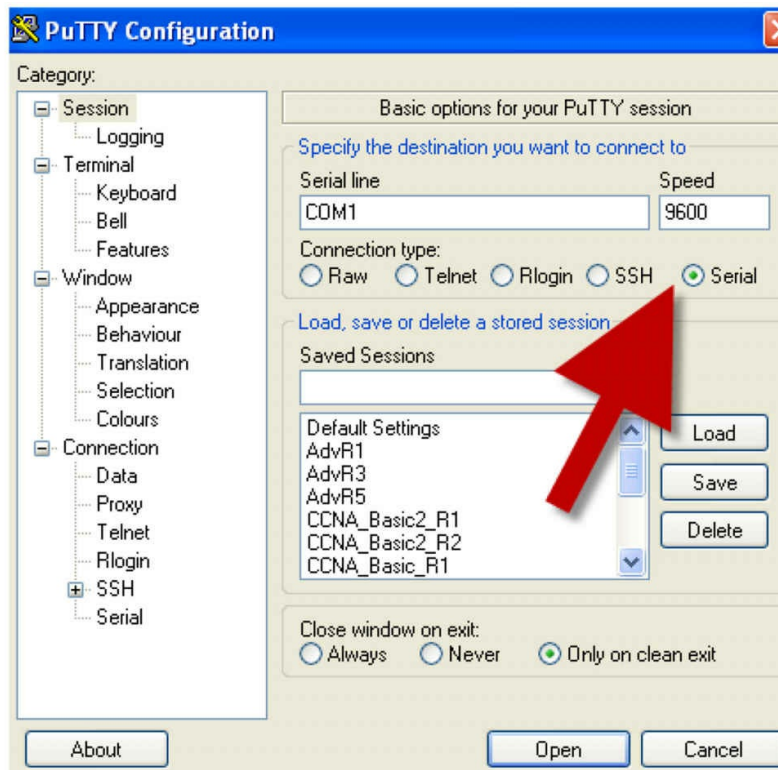 PuTTY Configuration
Category:
Session
Logging
Terminal
Keyboard
Bell
Features
Window
Appearance
Behaviour
Translation
Selection
Colours
Connection
Data
Proxy
Telnet
Rlogin
SSH
Serial
Basic options for your PuTTY session
Specify the destination you want to connect to
Serial line Speed
COM1 9600
Connection type:
Raw Telnet Rlogin SSH Serial
Load, save or delete a stored session
Saved Sessions
Default Settings
AdvR1
AdvR3
AdvR5
CCNA_Basic2_R1
CCNA_Basic2_R2
CCNA_Basic_R1
Load
Save
Delete
Close window on exit:
Always Never Only on clean exit
About Open Cancel